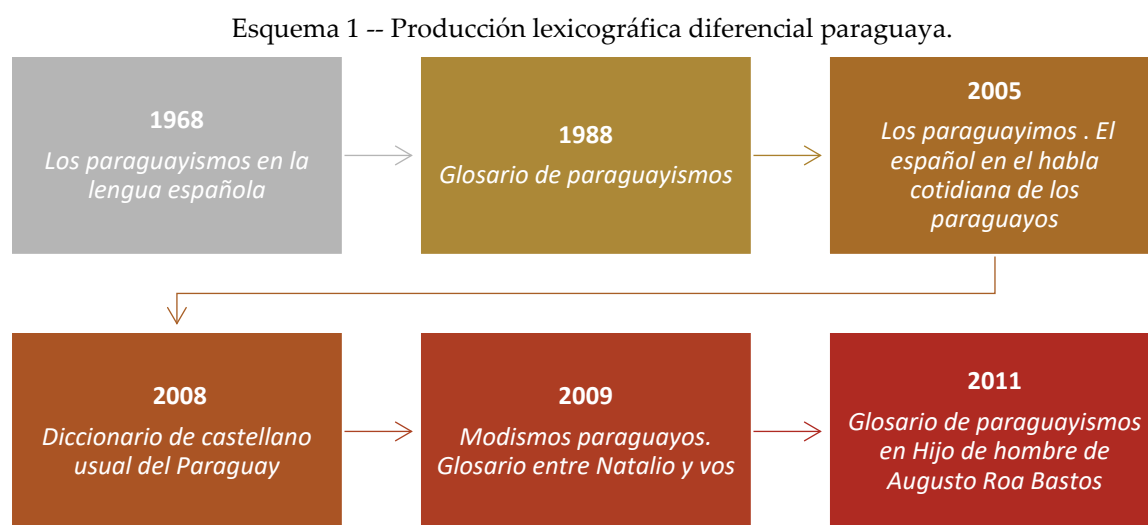 Esquema 1 -- Producción lexicográfica diferencial paraguaya.
1968
Los paraguayismos en la
lengua española
1988
Glosario de paraguayismos
2005
Los paraguayimos . El
español en el habla
cotidiana de los
paraguayos
2008
Diccionario de castellano
usual del Paraguay
2009
Modismos paraguayos.
Glosario entre Natalio y vos
2011
Glosario de paraguayismos
en Hijo de hombre de
Augusto Roa Bastos